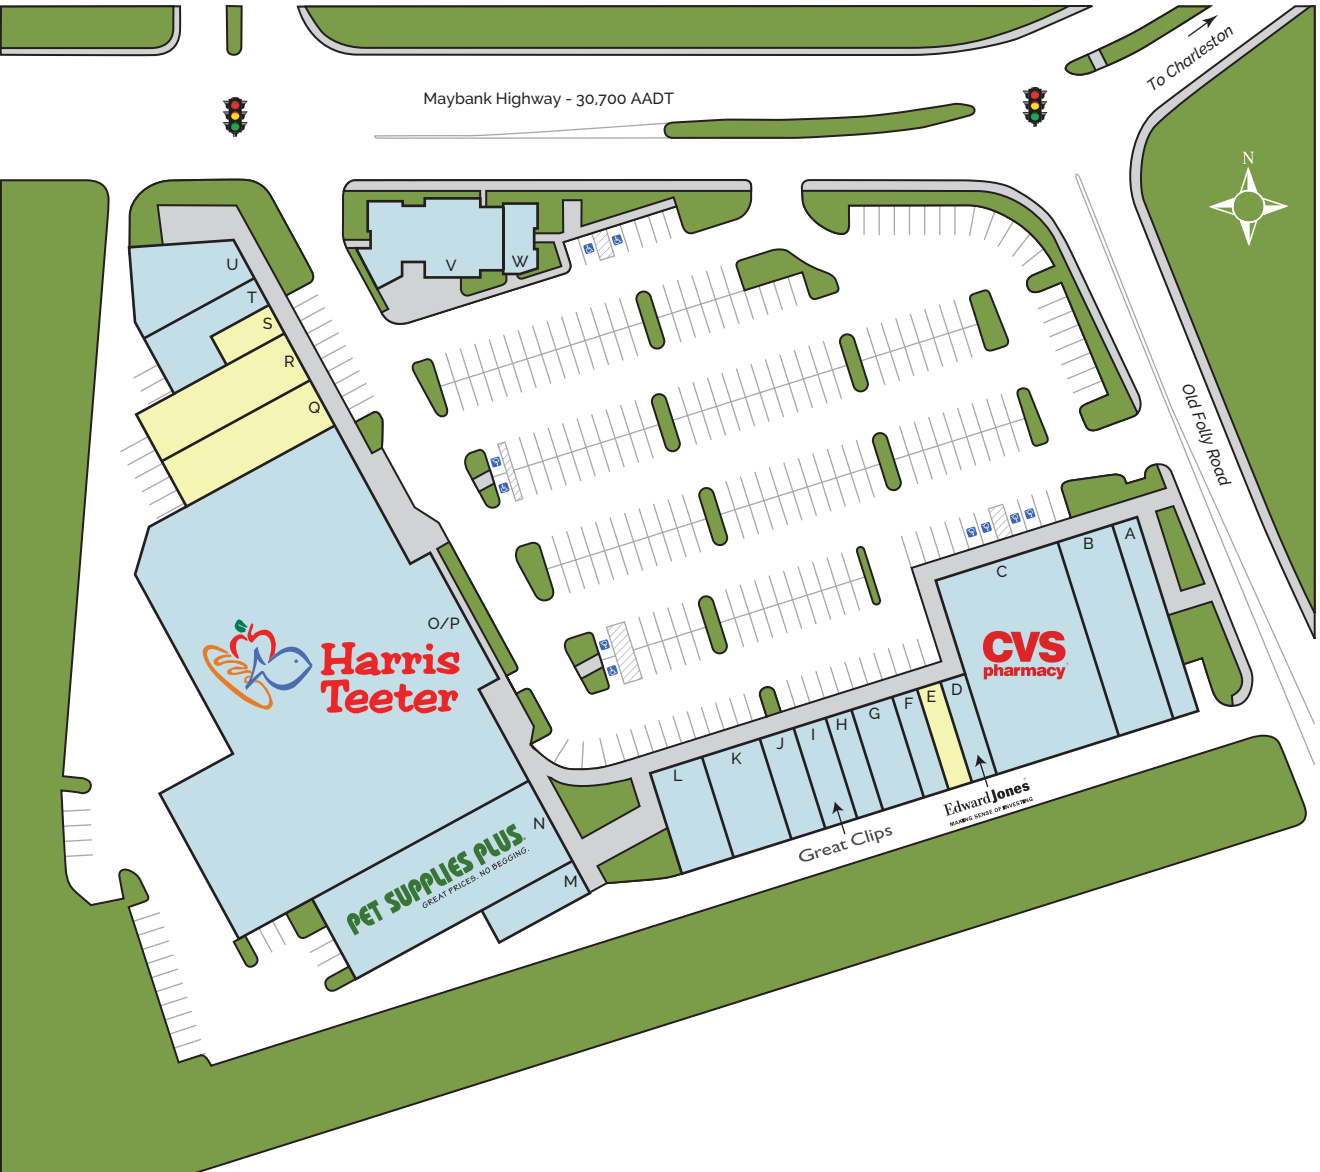 To Charleston
Maybank Highway - 30,700 AADT
N
U
T
S
R
Q
V
W
Old Folly Road
A
B
C
CVS
pharmacy
O/P
Harris
Teeter
D
E
F
G
H
I
J
K
L
Edward Jones
MAKING SENSE OF INVESTING
Great Clips
N
PET SUPPLIES PLUS
GREAT PRICES. NO BEGGING.
M